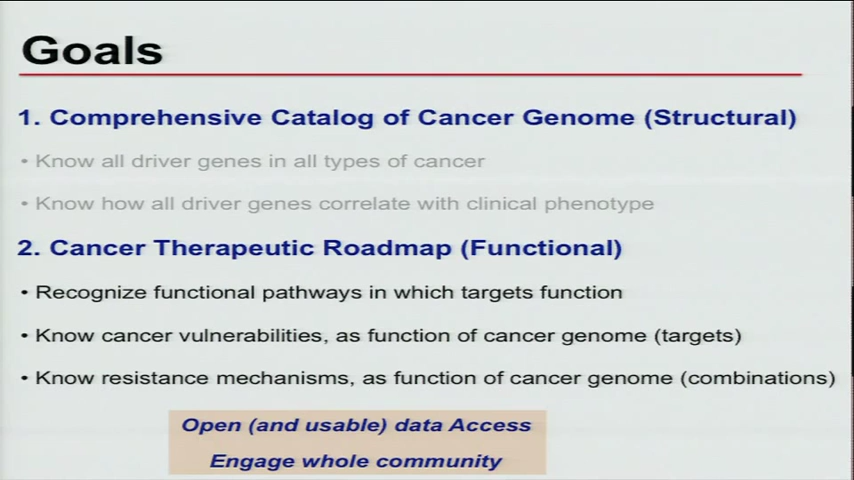 Goals
1. Comprehensive Catalog of Cancer Genome (Structural)
• Know all driver genes in all types of cancer
• Know how all driver genes correlate with clinical phenotype
2. Cancer Therapeutic Roadmap (Functional)
• Recognize functional pathways in which targets function
• Know cancer vulnerabilities, as function of cancer genome (targets)
• Know resistance mechanisms, as function of cancer genome (combinations)
Open (and usable) data Access
Engage whole community